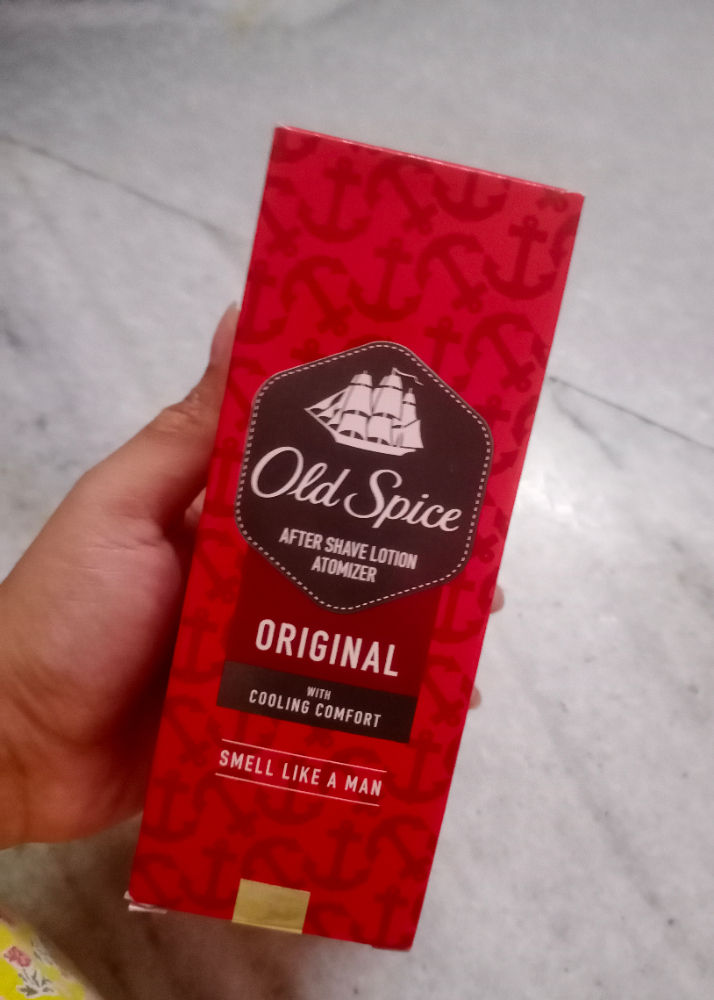 Old Spice
AFTER SHAVE LOTION
ATOMIZER
ORIGINAL
WITH
COOLING COMFORT
SMELL LIKE A MAN